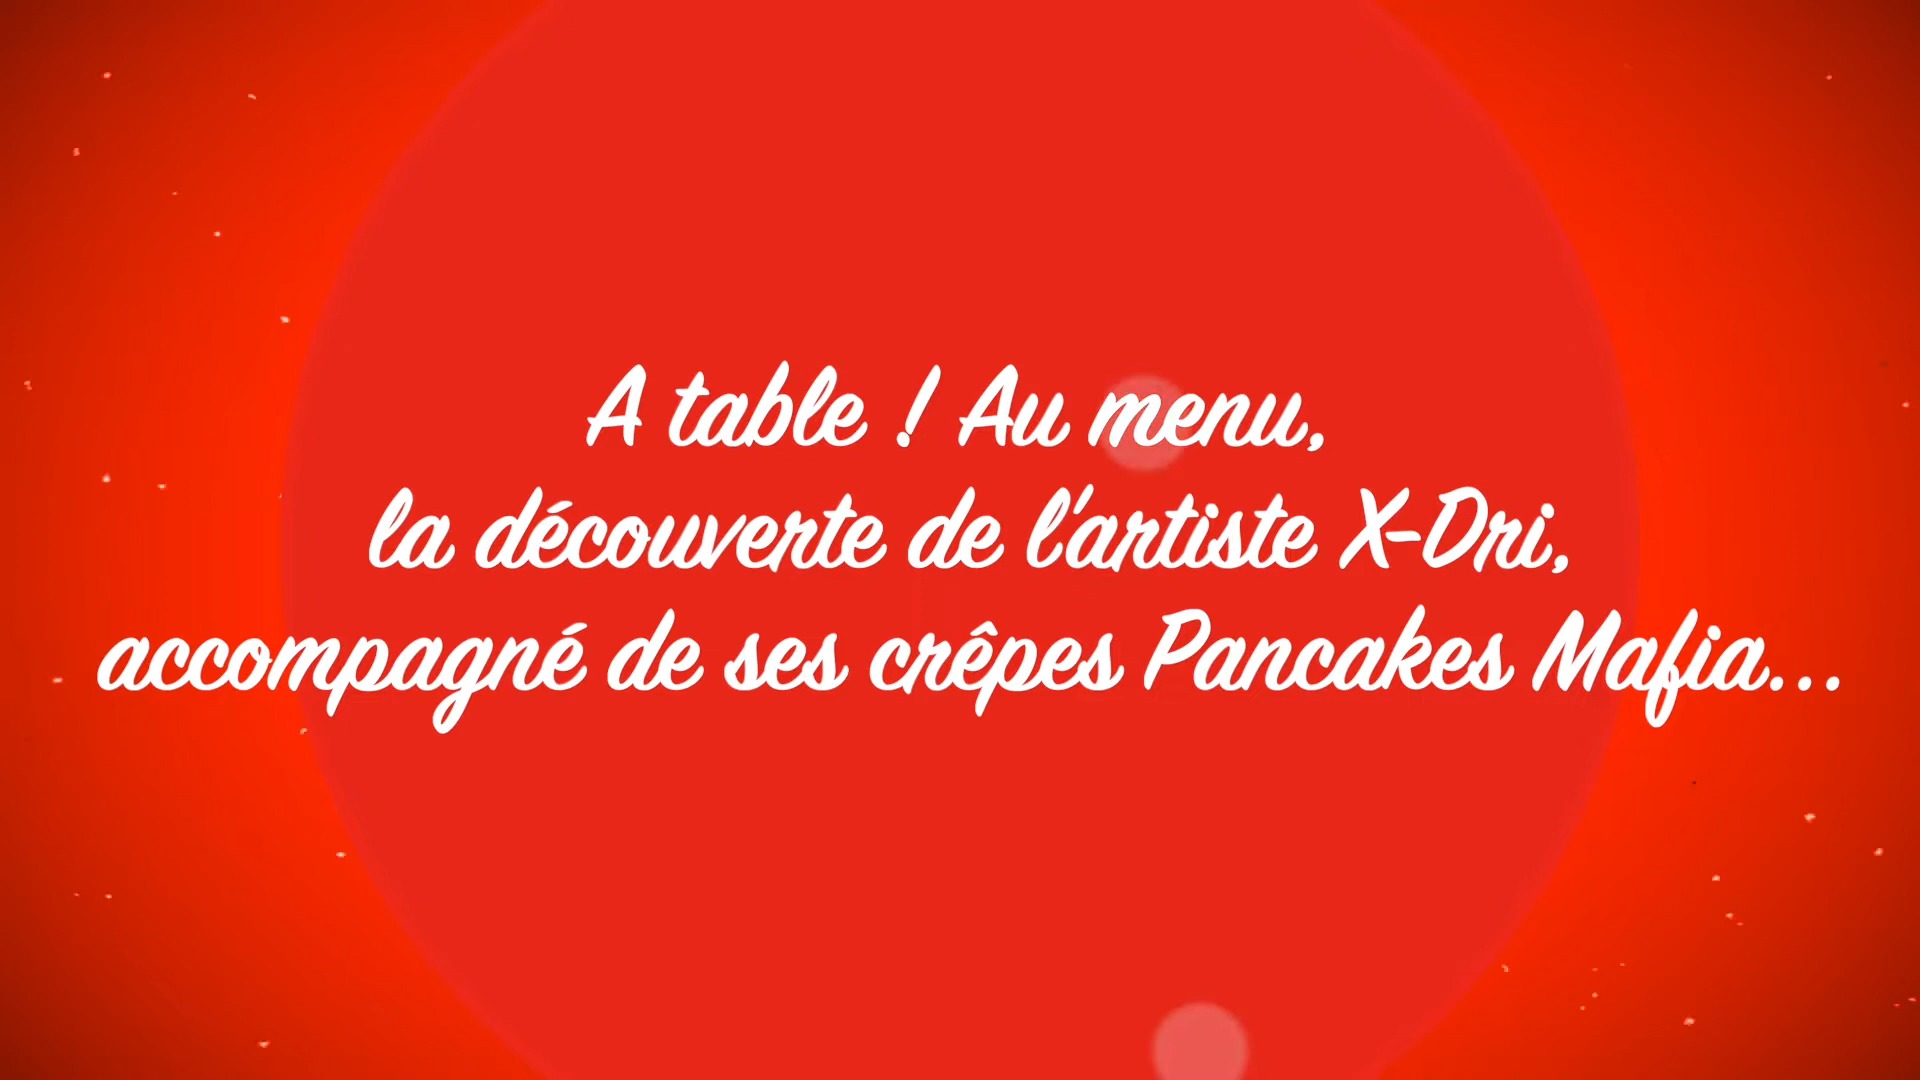 A table ! Au menu,
la découverte de l'artiste X-Dri,
accompagné de ses crêpes Pancakes Mafia...